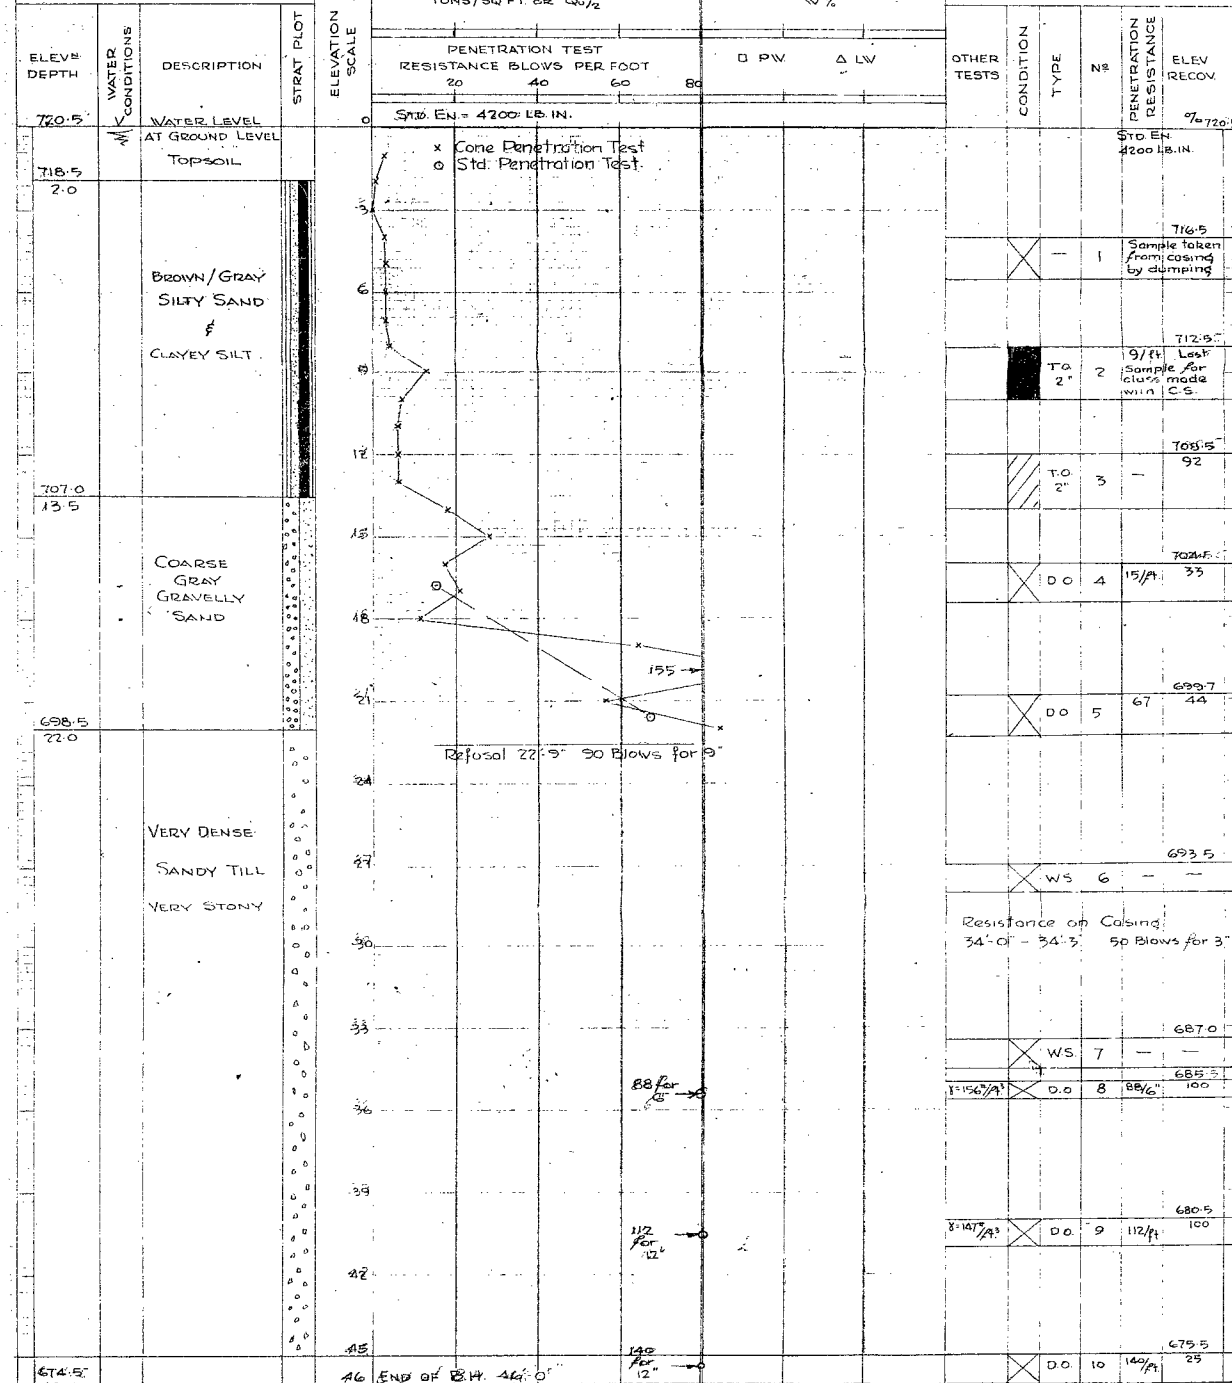 TONS/SQ.FT. OR QU/2
W %
ELEVN DEPTH
WATER CONDITIONS
DESCRIPTION
STRAT PLOT
ELEVATION SCALE
PENETRATION TEST
RESISTANCE BLOWS PER FOOT
20 40 60 80
□ PW △ LW
OTHER TESTS
CONDITION
TYPE
Nº
PENETRATION RESISTANCE
ELEV
RECOV.
%
720.5
WATER LEVEL
AT GROUND LEVEL
TOPSOIL
0
STD. EN. = 4200 LB.IN.
x Cone Penetration Test
o Std. Penetration Test.
STD. EN.
4200 LB.IN.
718.5
2.0
3
BROWN/GRAY
SILTY SAND
&
CLAYEY SILT
6
9
12
716.5
— 1 Sample taken
from casing
by dumping
712.5
T.O. 2" 2 9/ft Lost
Sample for
class made
with C.S.
92
T.O. 2" 3 —
707.0
13.5
COARSE
GRAY
GRAVELLY
SAND
15
18
21
155
D.O 4 15/ft. 33
699.7
D.O 5 67 44
698.5
22.0
Refusal 22'-9" 90 Blows for 9"
24
VERY DENSE
SANDY TILL
VERY STONY
27
30
33
36
39
42
45
693.5
W.S 6 — —
Resistance on Casing
34'-0" - 34'-3" 50 Blows for 3"
687.0
W.S. 7 — —
685.5
88 for 6"
D.O 8 88/6" 100
680.5
112 for 12"
D.O. 9 112/ft 100
675.5
140 for 12"
D.O. 10 140/ft. 25
674.5
46 END OF B.H. 46'-0"